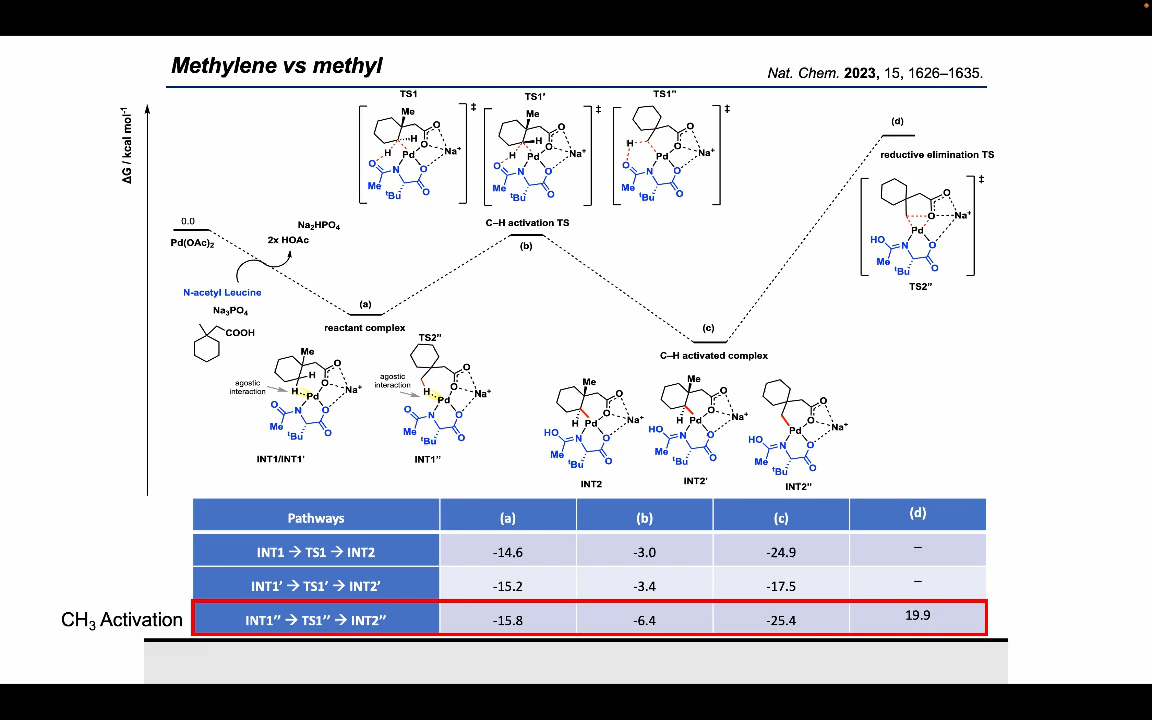 Methylene vs methyl
Nat. Chem. 2023, 15, 1626–1635.
ΔG / kcal mol-1
TS1
TS1'
TS1''
‡
‡
‡
Me
H
O
O
Na+
H
Pd
O
N
O
Me
O
tBu
Me
H
O
O
Na+
H
Pd
O
N
O
Me
O
tBu
O
O
Na+
H
Pd
O
N
O
Me
O
tBu
(d)
reductive elimination TS
‡
O
O
Na+
Pd
HO
N
O
Me
O
tBu
TS2''
0.0
Pd(OAc)2
Na2HPO4
2x HOAc
N-acetyl Leucine
Na3PO4
COOH
C–H activation TS
(b)
(a)
reactant complex
(c)
C–H activated complex
Me
H
O
O
Na+
agostic
interaction
H
Pd
O
N
O
Me
O
tBu
INT1/INT1'
TS2''
O
O
Na+
agostic
interaction
H
Pd
O
N
O
Me
O
tBu
INT1''
Me
O
O
Na+
H
Pd
HO
N
O
Me
O
tBu
INT2
Me
O
O
Na+
H
Pd
HO
N
O
Me
O
tBu
INT2'
O
O
Na+
Pd
HO
N
O
Me
O
tBu
INT2''
Pathways (a) (b) (c) (d)
INT1 → TS1 → INT2 -14.6 -3.0 -24.9 –
INT1' → TS1' → INT2' -15.2 -3.4 -17.5 –
CH3 Activation INT1'' → TS1'' → INT2'' -15.8 -6.4 -25.4 19.9